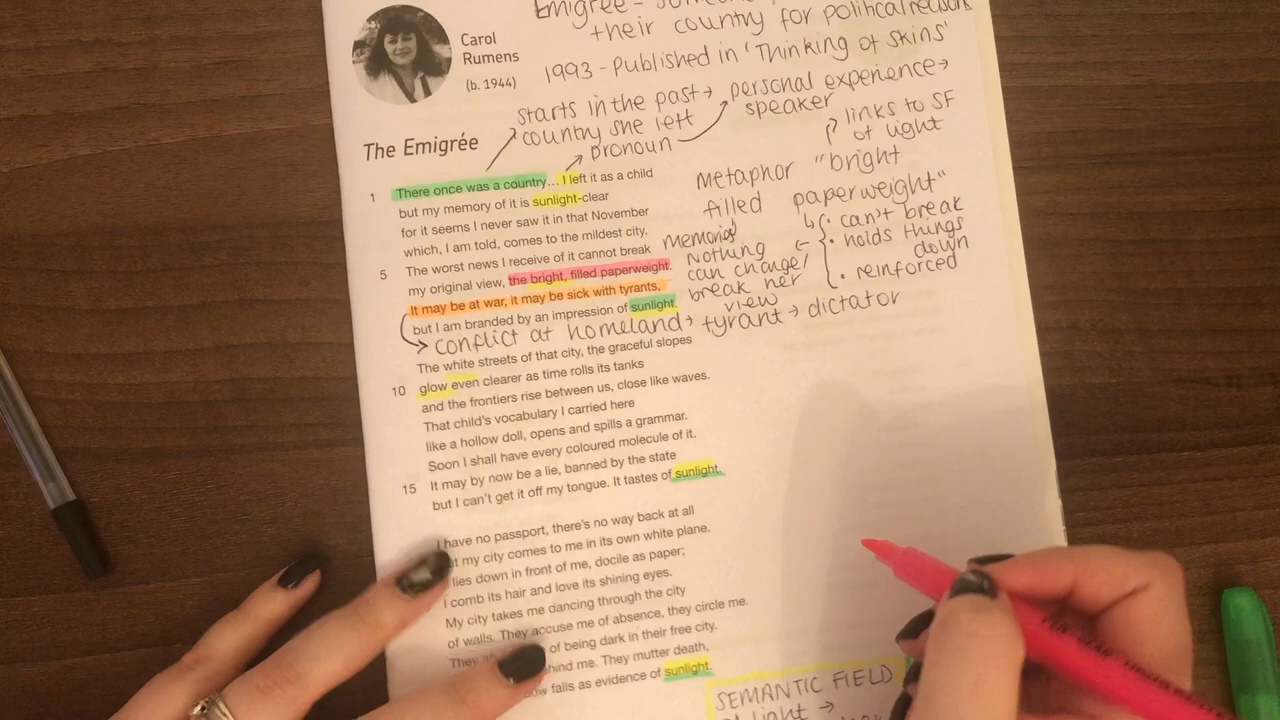 Carol
Rumens
(b. 1944)
Emigree -
their country for political reasons
1993 - Published in 'Thinking of Skins'
starts in the past → personal experience →
country she left speaker
pronoun
links to SF
of light
The Emigrée
1 There once was a country... I left it as a child
but my memory of it is sunlight-clear
for it seems I never saw it in that November
which, I am told, comes to the mildest city.
5 The worst news I receive of it cannot break
my original view, the bright, filled paperweight.
It may be at war, it may be sick with tyrants,
but I am branded by an impression of sunlight.
metaphor "bright
filled paperweight"
memories
nothing
can change/
break her
view
• can't break
• holds things
down
• reinforced
conflict at homeland → tyrant → dictator
The white streets of that city, the graceful slopes
10 glow even clearer as time rolls its tanks
and the frontiers rise between us, close like waves.
That child's vocabulary I carried here
like a hollow doll, opens and spills a grammar.
Soon I shall have every coloured molecule of it.
15 It may by now be a lie, banned by the state
but I can't get it off my tongue. It tastes of sunlight.
I have no passport, there's no way back at all
my city comes to me in its own white plane.
lies down in front of me, docile as paper;
I comb its hair and love its shining eyes.
My city takes me dancing through the city
of walls. They accuse me of absence, they circle me.
They of being dark in their free city.
hind me. They mutter death,
falls as evidence of sunlight.
SEMANTIC FIELD
of light →